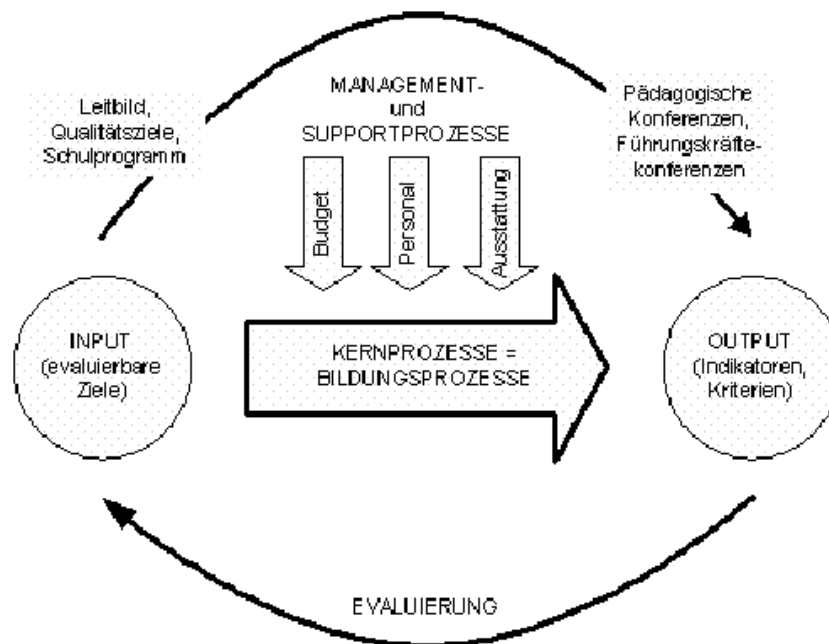 Leitbild,
Qualitätsziele,
Schulprogramm
MANAGEMENT-
und
SUPPORTPROZESSE
Pädagogische
Konferenzen,
Führungskräfte-
konferenzen
Budget
Personal
Ausstattung
INPUT
(evaluierbare
Ziele)
KERNPROZESSE =
BILDUNGSPROZESSE
OUTPUT
(Indikatoren,
Kriterien)
EVALUIERUNG